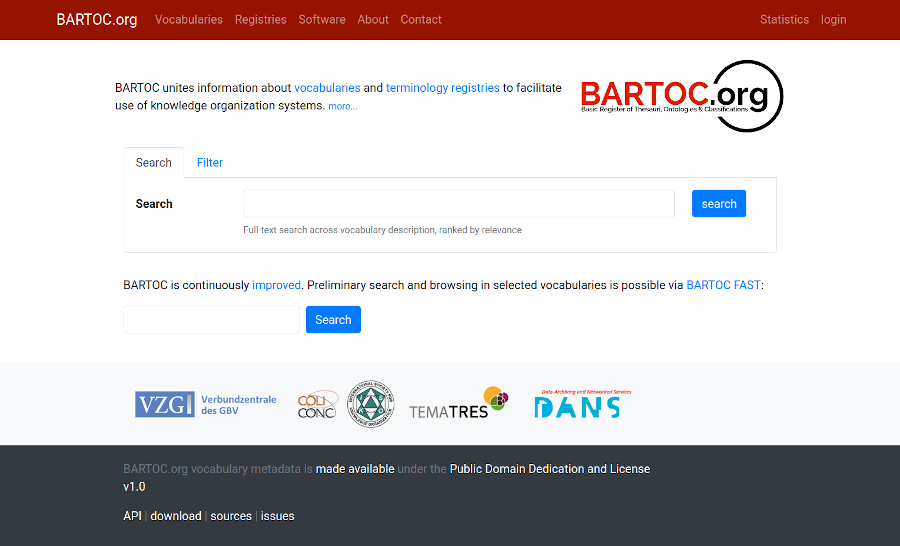 BARTOC.org Vocabularies Registries Software About Contact Statistics login
BARTOC unites information about vocabularies and terminology registries to facilitate
use of knowledge organization systems. more...
BARTOC.org
Basic Register of Thesauri, Ontologies & Classifications
Search Filter
Search search
Full-text search across vocabulary description, ranked by relevance
BARTOC is continuously improved. Preliminary search and browsing in selected vocabularies is possible via BARTOC FAST:
Search
VZG Verbundzentrale
des GBV
COLI
CONC
TEMATRES
Data Archiving and Networked Services
DANS
BARTOC.org vocabulary metadata is made available under the Public Domain Dedication and License
v1.0
API | download | sources | issues